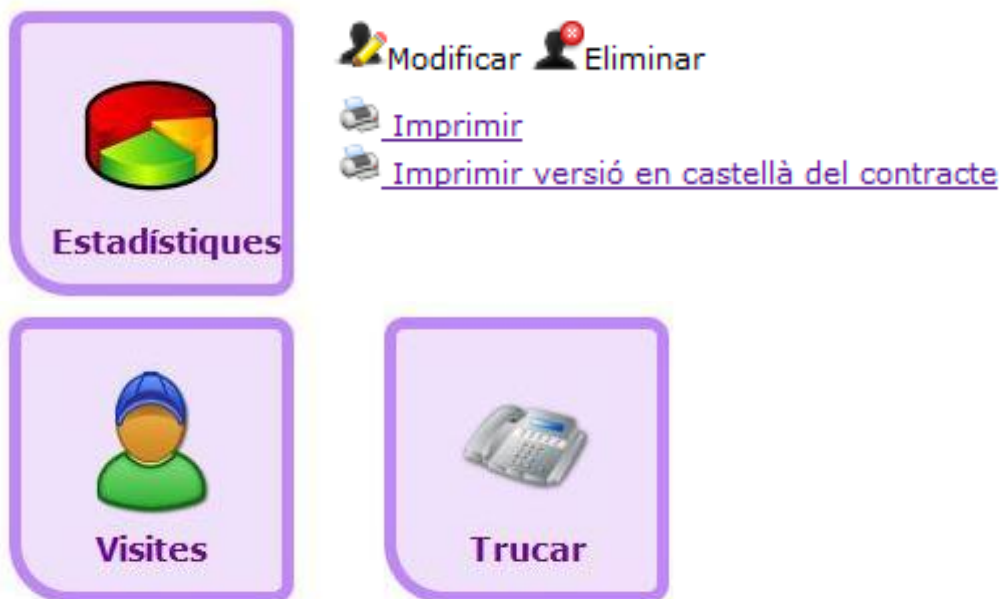 Modificar Eliminar
Imprimir
Imprimir versió en castellà del contracte
Estadístiques
Visites
Trucar